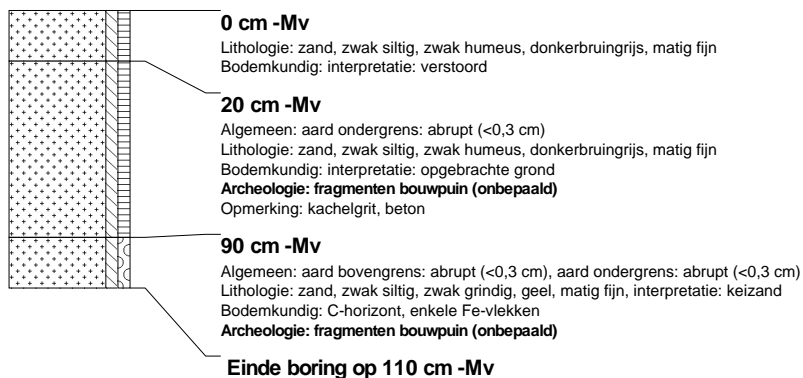 0 cm -Mv
Lithologie: zand, zwak siltig, zwak humeus, donkerbruingrijs, matig fijn
Bodemkundig: interpretatie: verstoord
20 cm -Mv
Algemeen: aard ondergrens: abrupt (<0,3 cm)
Lithologie: zand, zwak siltig, zwak humeus, donkerbruingrijs, matig fijn
Bodemkundig: interpretatie: opgebrachte grond
Archeologie: fragmenten bouwpuin (onbepaald)
Opmerking: kachelgrit, beton
90 cm -Mv
Algemeen: aard bovengrens: abrupt (<0,3 cm), aard ondergrens: abrupt (<0,3 cm)
Lithologie: zand, zwak siltig, zwak grindig, geel, matig fijn, interpretatie: keizand
Bodemkundig: C-horizont, enkele Fe-vlekken
Archeologie: fragmenten bouwpuin (onbepaald)
Einde boring op 110 cm -Mv